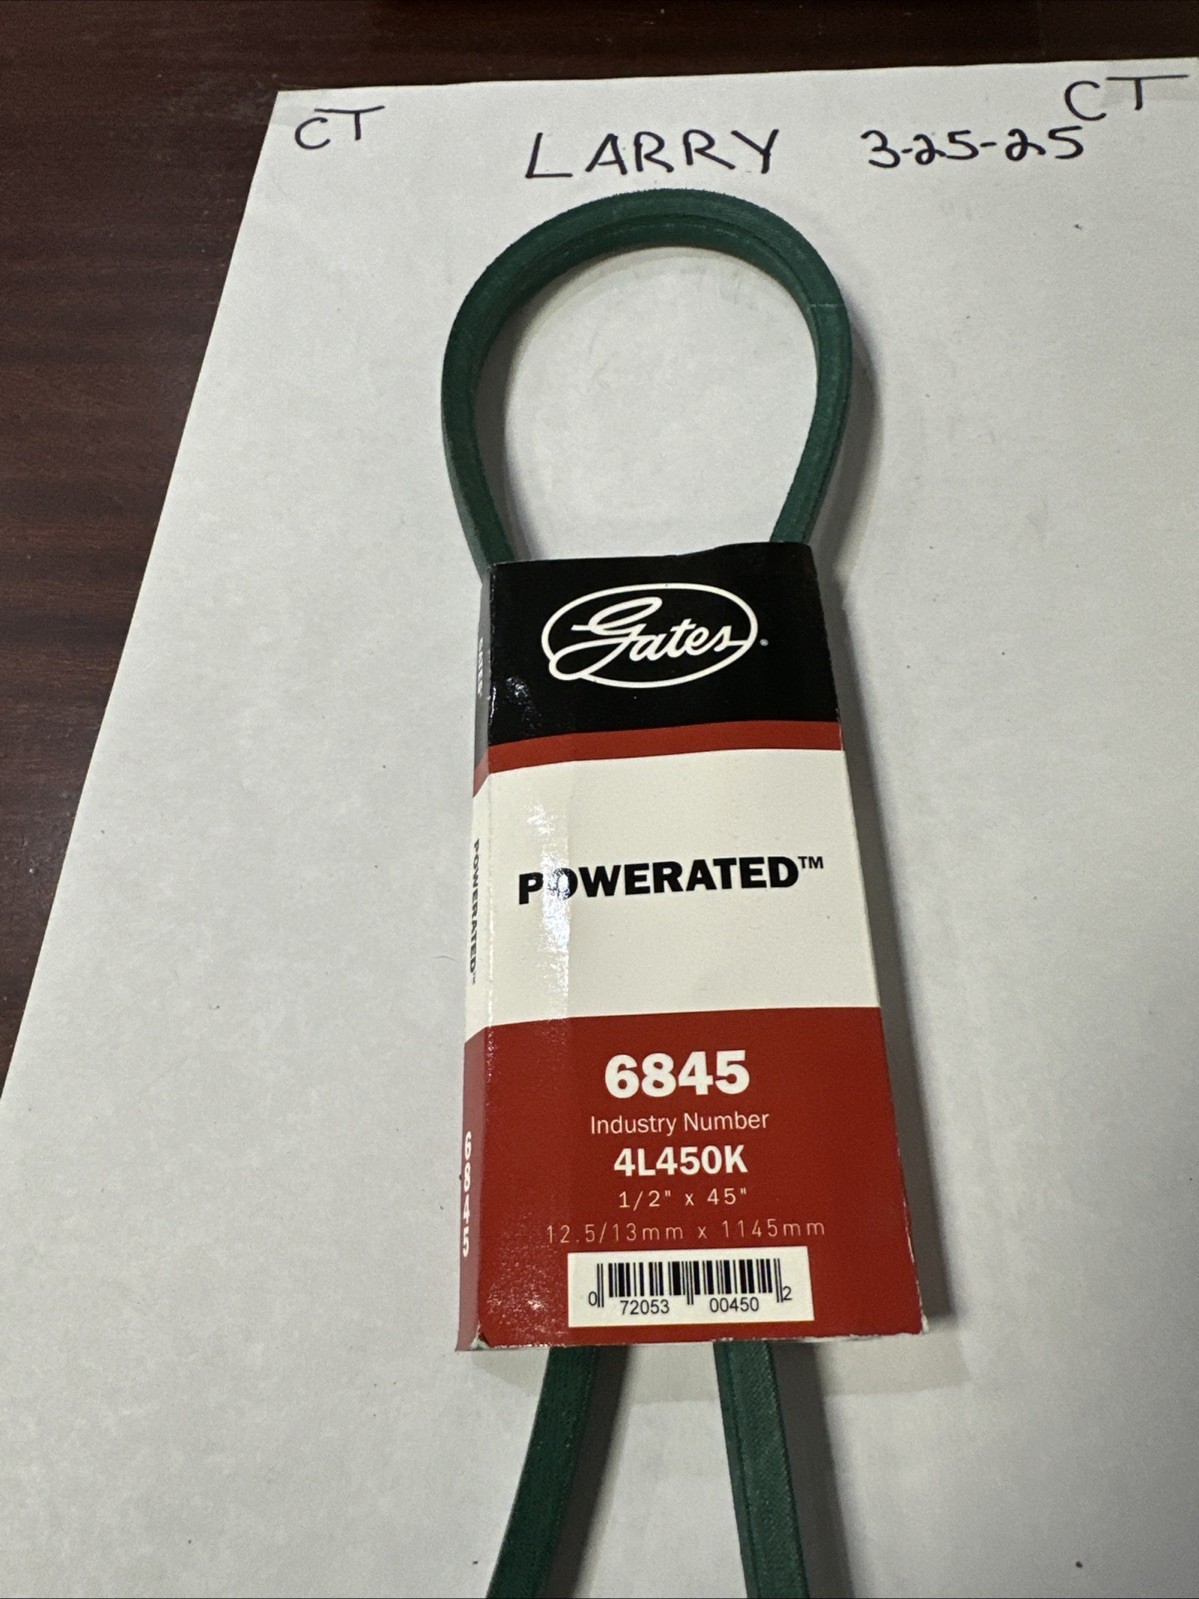 CT
CT
LARRY 3-25-25
Gates®
POWERATED™
POWERATED™
6845
6845
Industry Number
4L450K
1/2" x 45"
12.5/13mm x 1145mm
0 72053 00450 2